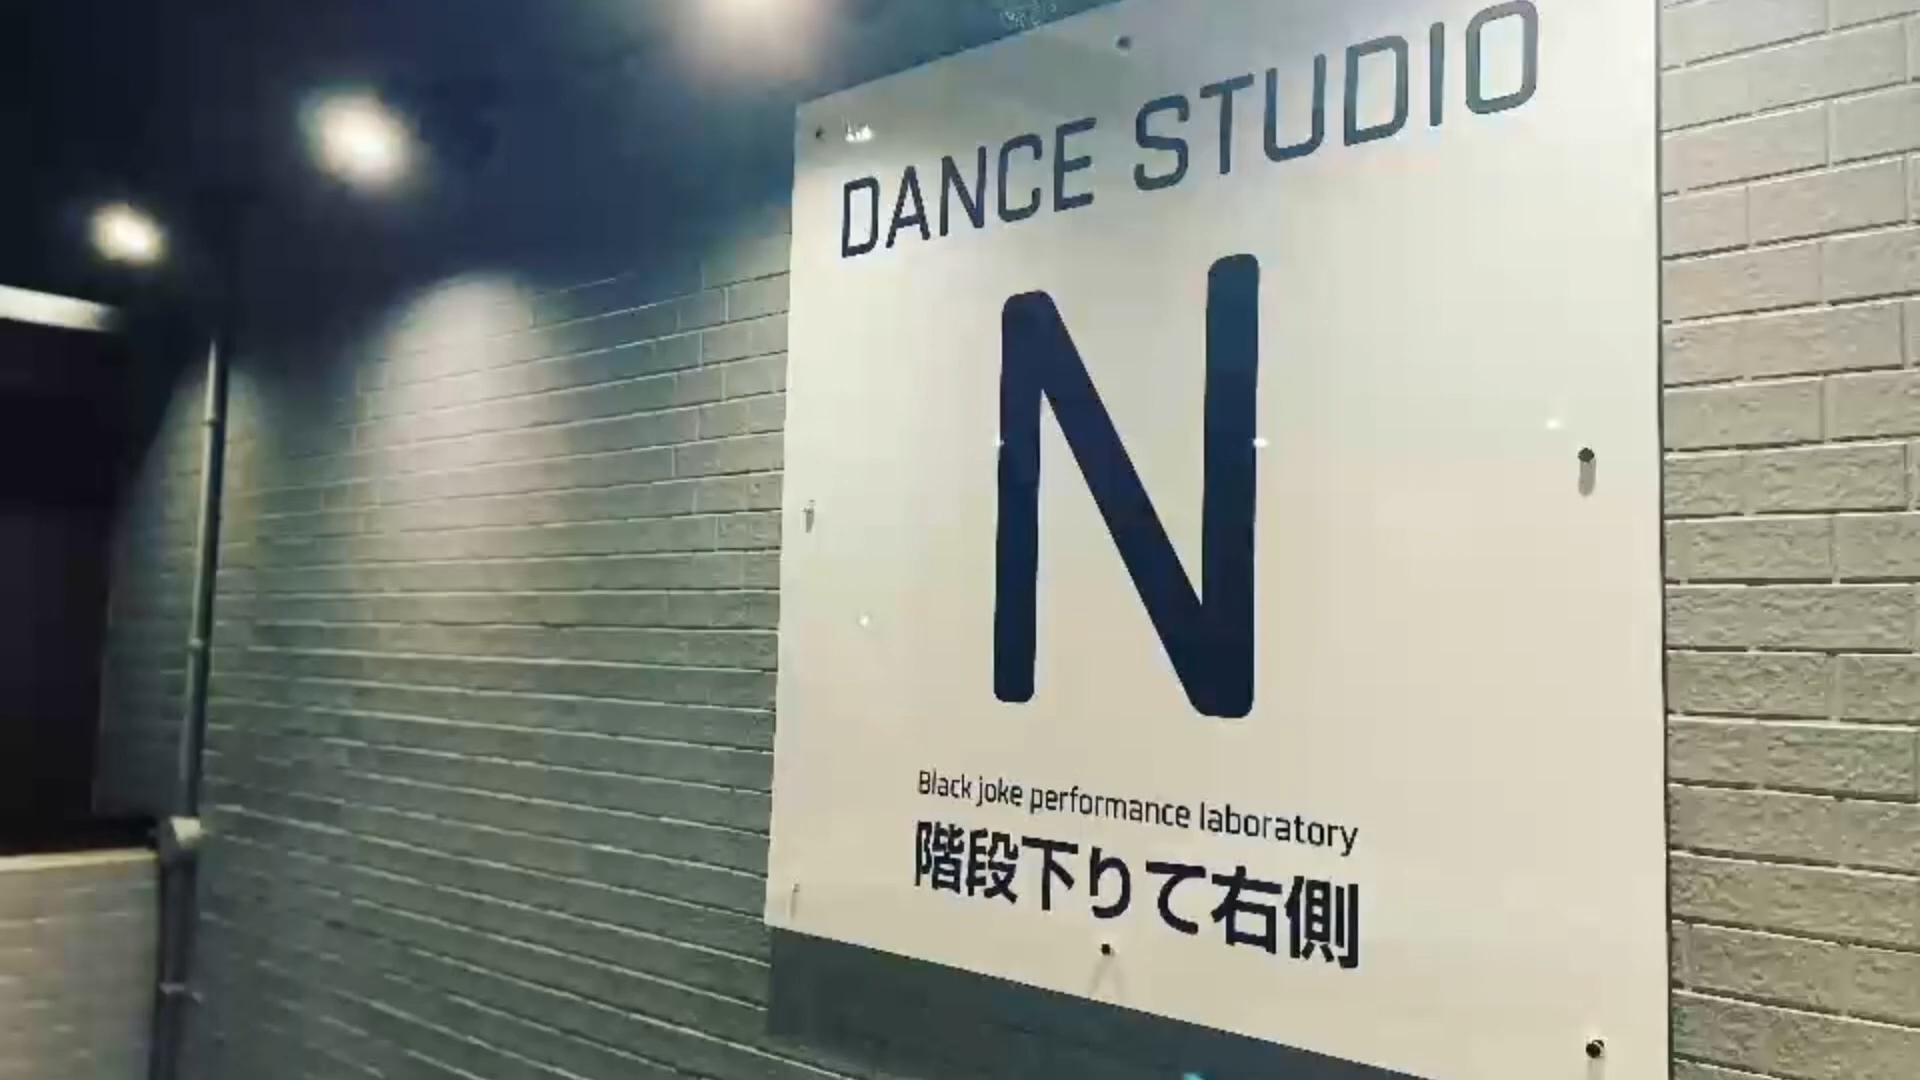 DANCE STUDIO
N
Black joke performance laboratory
階段下りて右側